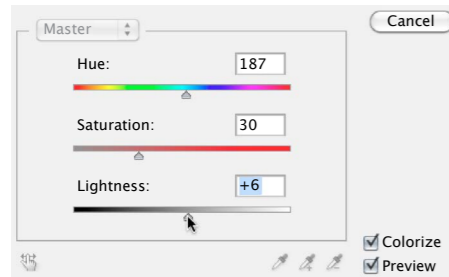 Master
Cancel
Hue:
187
Saturation:
30
Lightness:
+6
Colorize
Preview